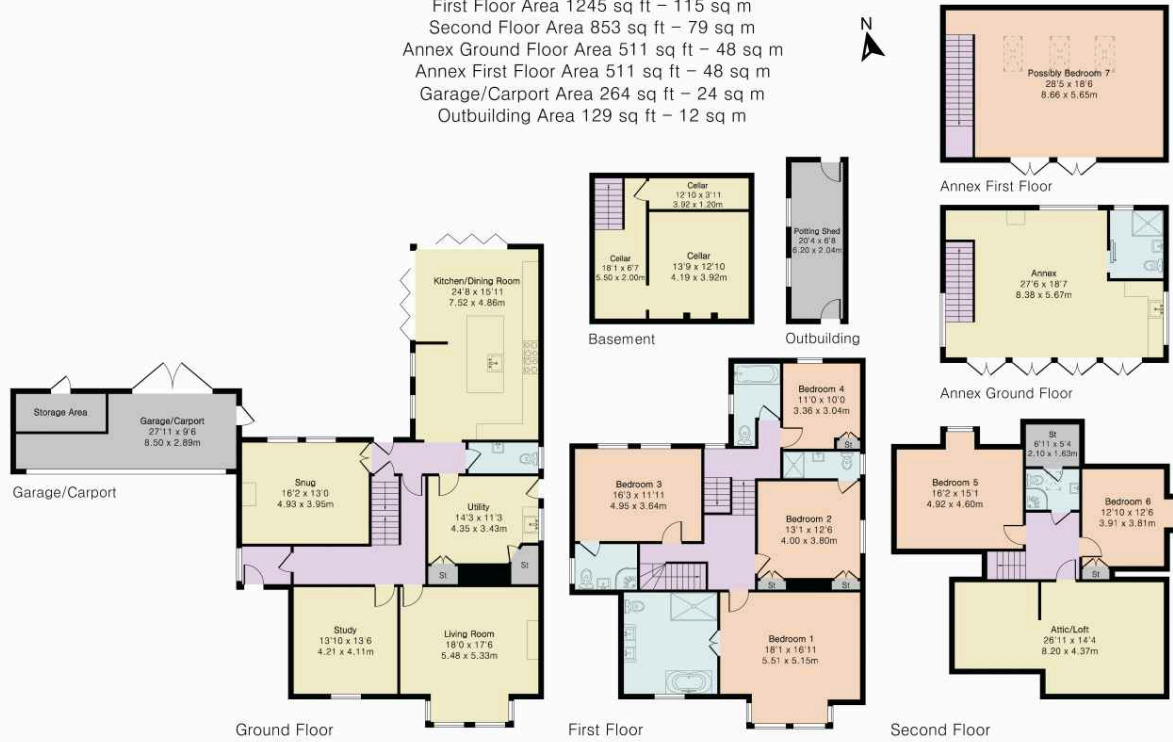 First Floor Area 1245 sq ft – 115 sq m
Second Floor Area 853 sq ft – 79 sq m
Annex Ground Floor Area 511 sq ft – 48 sq m
Annex First Floor Area 511 sq ft – 48 sq m
Garage/Carport Area 264 sq ft – 24 sq m
Outbuilding Area 129 sq ft – 12 sq m
N
Possibly Bedroom 7
28'5 x 18'6
8.66 x 5.65m
Annex First Floor
Cellar
12'10 x 3'11
3.92 x 1.20m
Cellar
18'1 x 6'7
5.50 x 2.00m
Cellar
13'9 x 12'10
4.19 x 3.92m
Basement
Potting Shed
20'4 x 6'8
6.20 x 2.04m
Outbuilding
Annex
27'6 x 18'7
8.38 x 5.67m
Annex Ground Floor
Kitchen/Dining Room
24'8 x 15'11
7.52 x 4.86m
Storage Area
Garage/Carport
27'11 x 9'6
8.50 x 2.89m
Garage/Carport
Snug
16'2 x 13'0
4.93 x 3.95m
Utility
14'3 x 11'3
4.35 x 3.43m
St
St
Study
13'10 x 13'6
4.21 x 4.11m
Living Room
18'0 x 17'6
5.48 x 5.33m
Ground Floor
Bedroom 4
11'0 x 10'0
3.36 x 3.04m
St
Bedroom 3
16'3 x 11'11
4.95 x 3.64m
Bedroom 2
13'1 x 12'6
4.00 x 3.80m
St
St
Bedroom 1
18'1 x 16'11
5.51 x 5.15m
First Floor
St
6'11 x 5'4
2.10 x 1.63m
Bedroom 5
16'2 x 15'1
4.92 x 4.60m
Bedroom 6
12'10 x 12'6
3.91 x 3.81m
St
Attic/Loft
26'11 x 14'4
8.20 x 4.37m
Second Floor